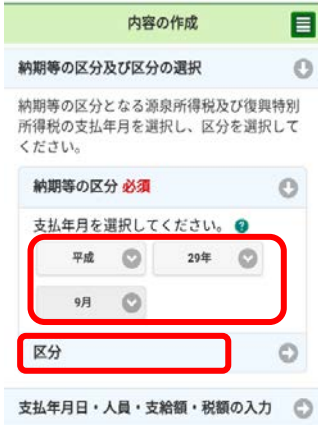 内容の作成
納期等の区分及び区分の選択
納期等の区分となる源泉所得税及び復興特別
所得税の支払年月を選択し、区分を選択して
ください。
納期等の区分 必須
支払年月を選択してください。 ?
平成 29年
9月
区分
支払年月日・人員・支給額・税額の入力